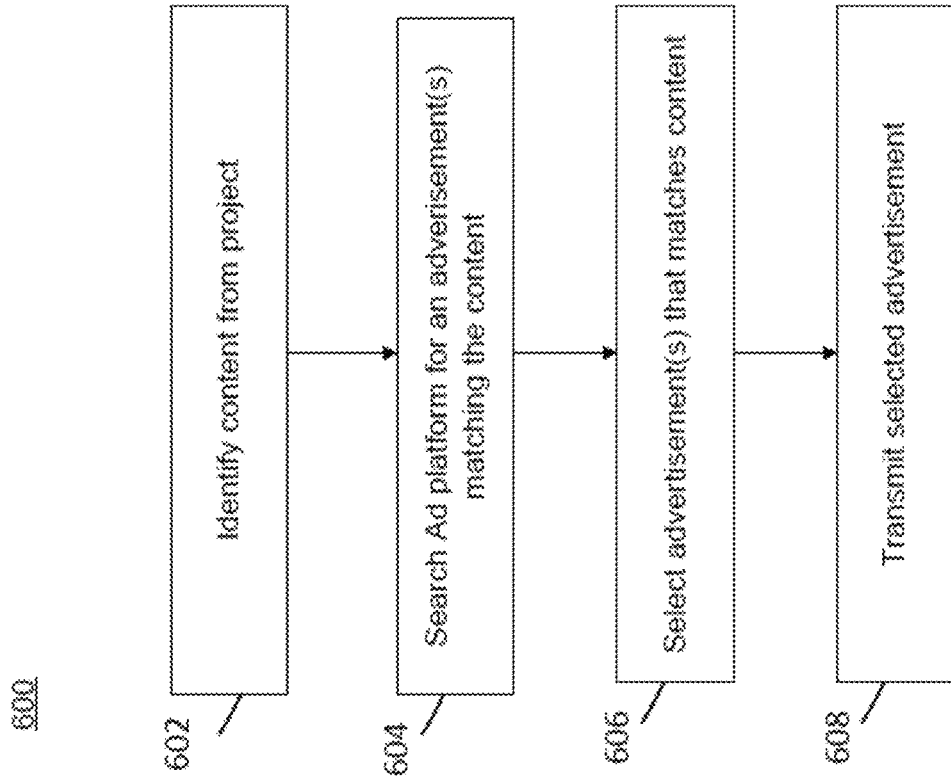 600
602
Identify content from project
604
Search Ad platform for an adverisement(s)
matching the content
606
Select advertisement(s) that matches content
608
Transmit selected advertisement